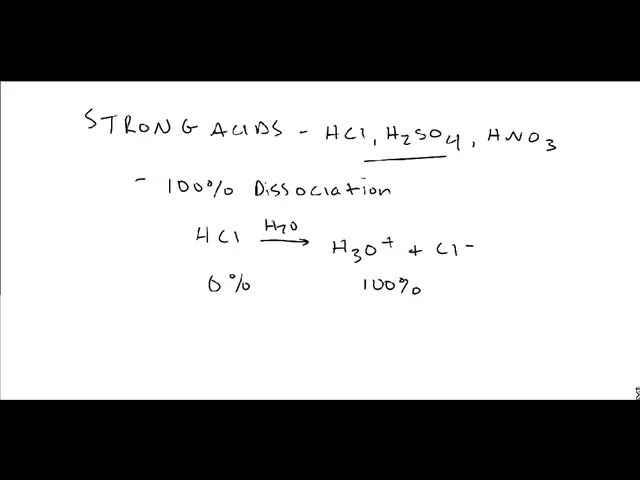 STRONG ACIDS - HCl, H2SO4, HNO3
- 100% Dissociation
HCl H2O → H3O+ + Cl-
0% 100%